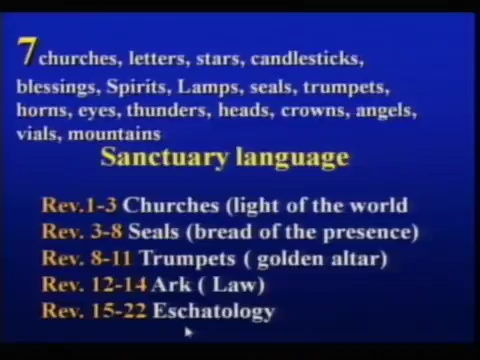 7 churches, letters, stars, candlesticks,
blessings, Spirits, Lamps, seals, trumpets,
horns, eyes, thunders, heads, crowns, angels,
vials, mountains
Sanctuary language
Rev.1-3 Churches (light of the world
Rev. 3-8 Seals (bread of the presence)
Rev. 8-11 Trumpets ( golden altar)
Rev. 12-14 Ark ( Law)
Rev. 15-22 Eschatology